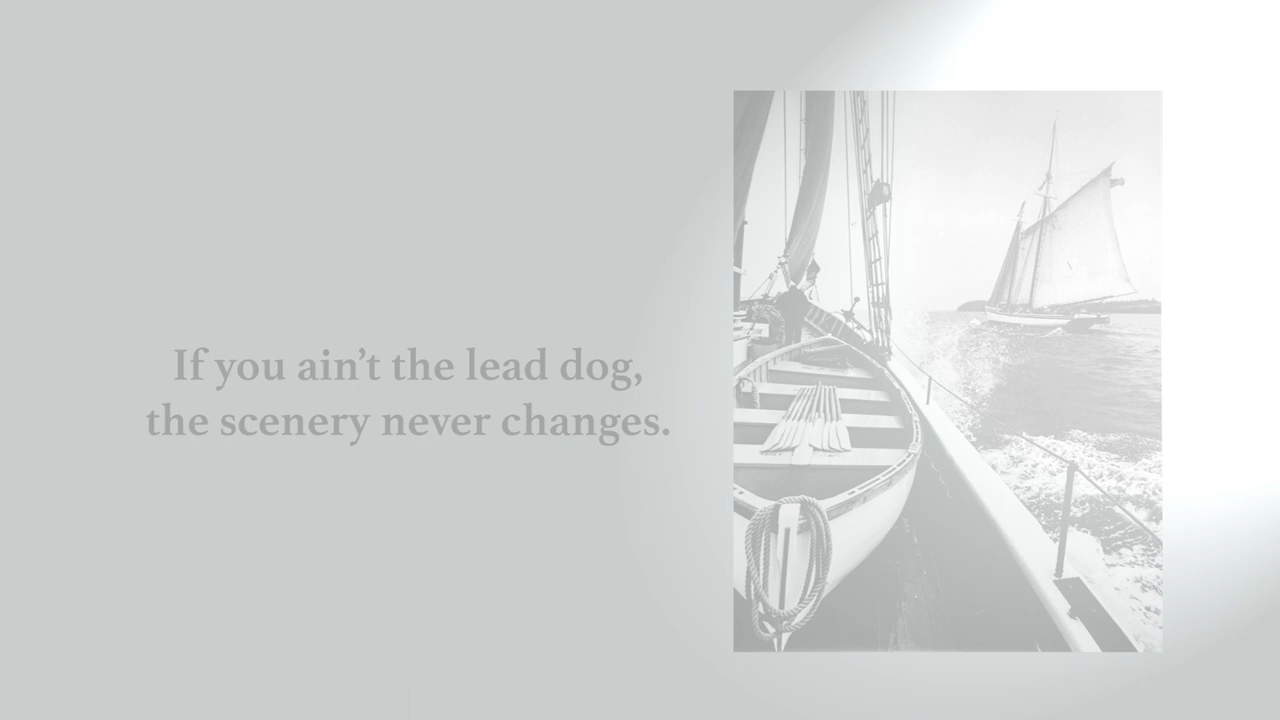 If you ain’t the lead dog,
the scenery never changes.